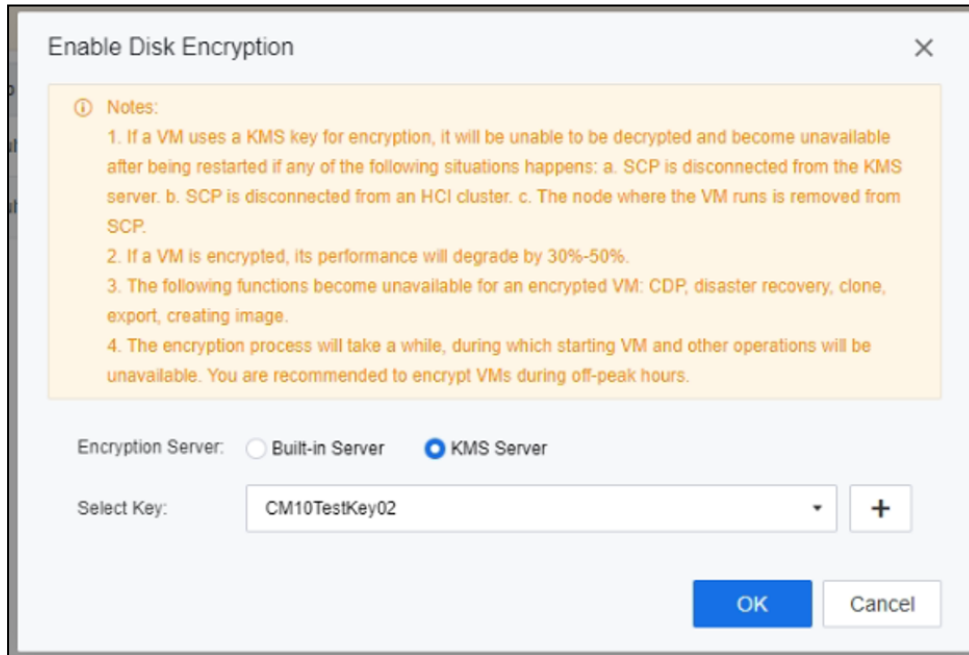 Enable Disk Encryption
Notes:
1. If a VM uses a KMS key for encryption, it will be unable to be decrypted and become unavailable
after being restarted if any of the following situations happens: a. SCP is disconnected from the KMS
server. b. SCP is disconnected from an HCI cluster. c. The node where the VM runs is removed from
SCP.
2. If a VM is encrypted, its performance will degrade by 30%-50%.
3. The following functions become unavailable for an encrypted VM: CDP, disaster recovery, clone,
export, creating image.
4. The encryption process will take a while, during which starting VM and other operations will be
unavailable. You are recommended to encrypt VMs during off-peak hours.
Encryption Server: Built-in Server KMS Server
Select Key: CM10TestKey02
OK Cancel